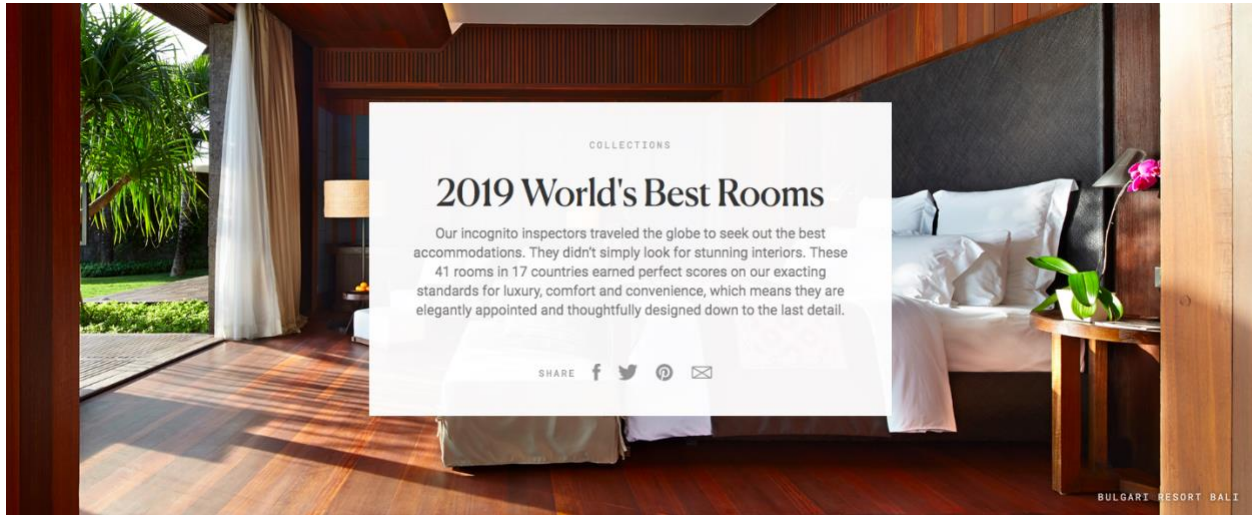 COLLECTIONS
2019 World's Best Rooms
Our incognito inspectors traveled the globe to seek out the best
accommodations. They didn't simply look for stunning interiors. These
41 rooms in 17 countries earned perfect scores on our exacting
standards for luxury, comfort and convenience, which means they are
elegantly appointed and thoughtfully designed down to the last detail.
SHARE
BULGARI RESORT BALI